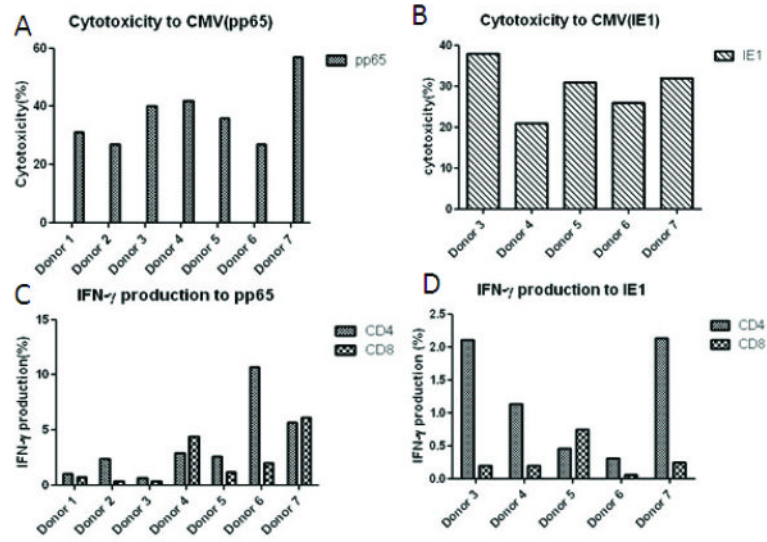 A
Cytotoxicity to CMV(pp65)
pp65
Cytotoxicity(%)
60
40
20
0
Donor 1
Donor 2
Donor 3
Donor 4
Donor 5
Donor 6
Donor 7
B
Cytotoxicity to CMV(IE1)
IE1
cytotoxicity(%)
40
30
20
10
0
Donor 3
Donor 4
Donor 5
Donor 6
Donor 7
C
IFN-γ production to pp65
CD4
CD8
IFN-γ production(%)
15
10
5
0
Donor 1
Donor 2
Donor 3
Donor 4
Donor 5
Donor 6
Donor 7
D
IFN-γ production to IE1
CD4
CD8
IFN-γ production (%)
2.5
2.0
1.5
1.0
0.5
0.0
Donor 3
Donor 4
Donor 5
Donor 6
Donor 7